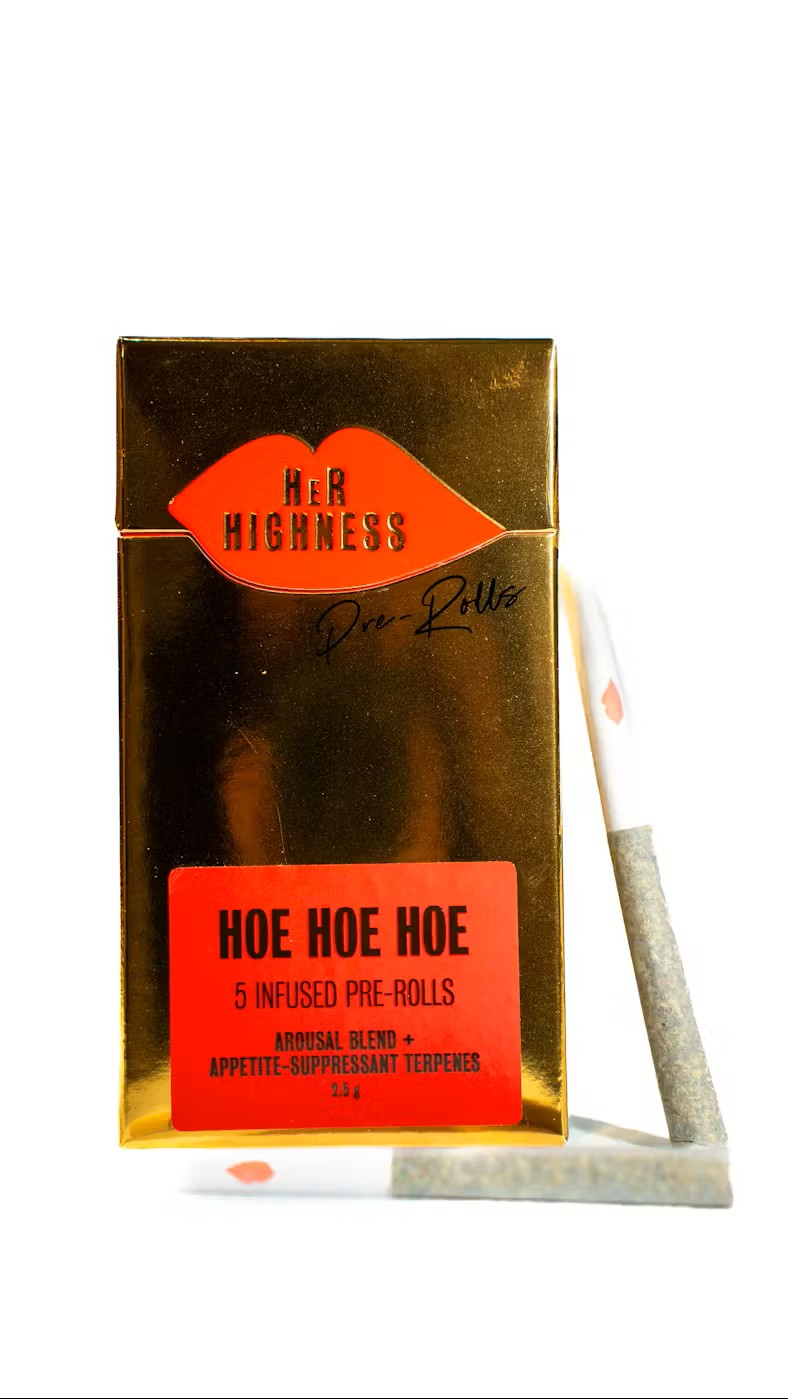 HER
HIGHNESS
Pre-Rolls
HOE HOE HOE
5 INFUSED PRE-ROLLS
AROUSAL BLEND +
APPETITE-SUPPRESSANT TERPENES
2.5 g